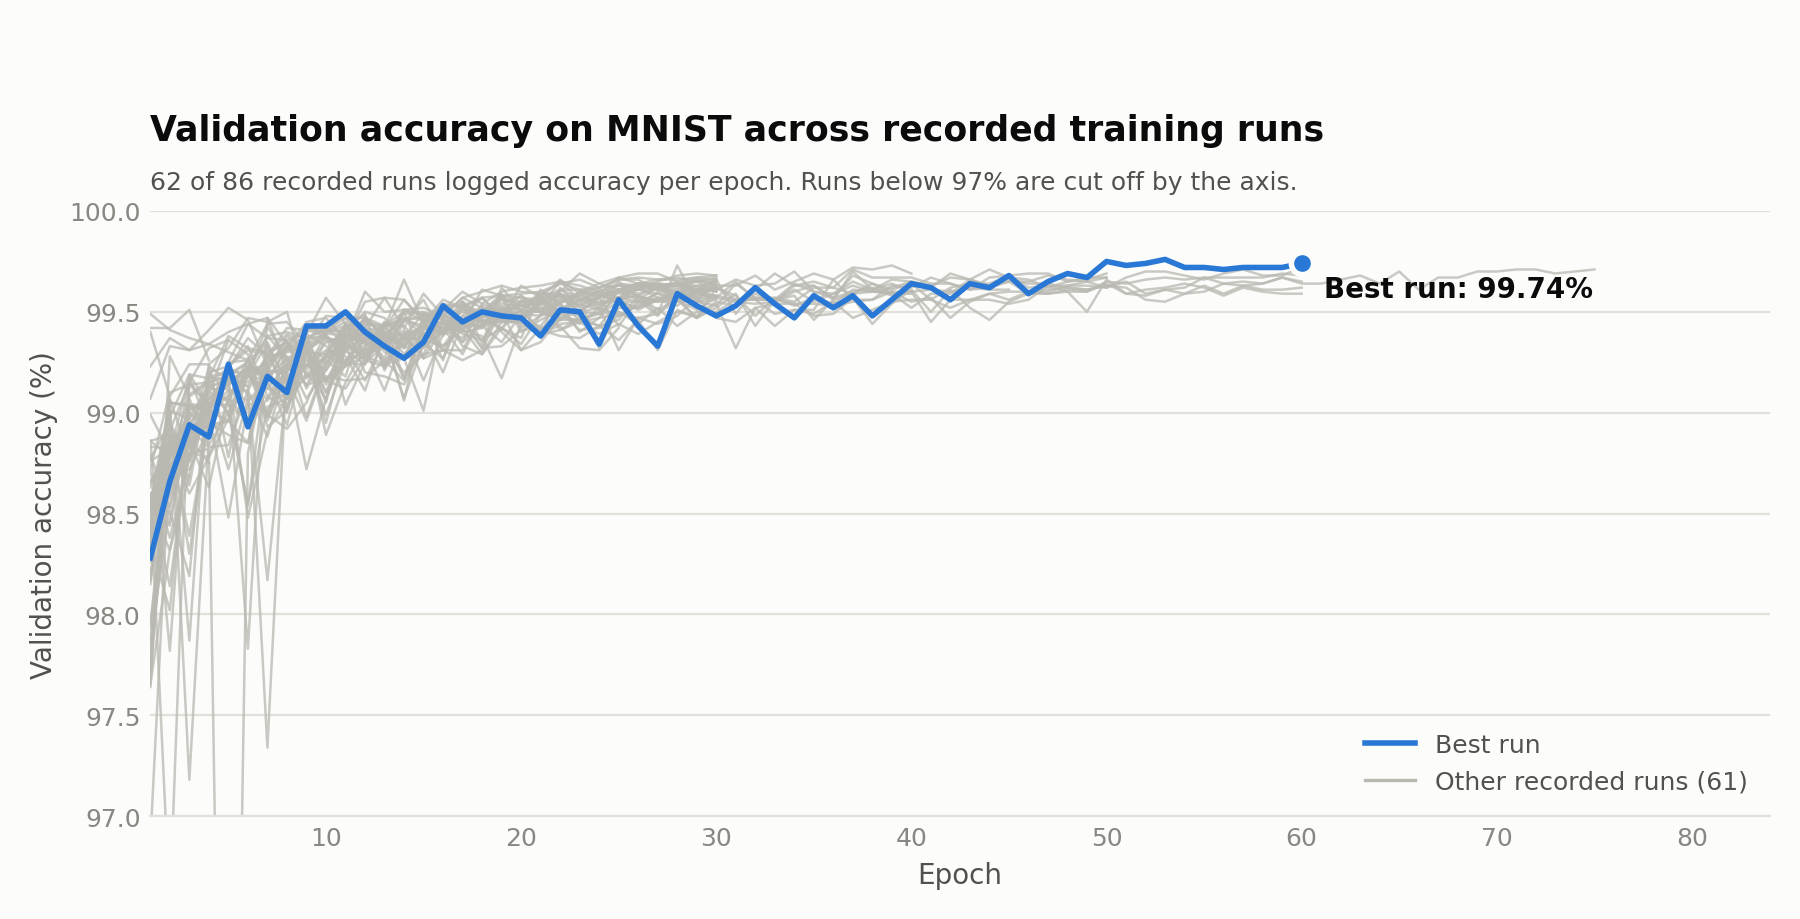 Validation accuracy on MNIST across recorded training runs
62 of 86 recorded runs logged accuracy per epoch. Runs below 97% are cut off by the axis.
100.0
99.5
99.0
98.5
98.0
97.5
97.0
Validation accuracy (%)
Best run: 99.74%
Best run
Other recorded runs (61)
10 20 30 40 50 60 70 80
Epoch